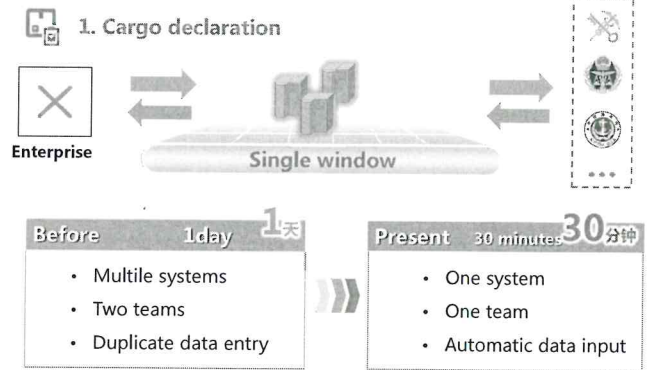 1. Cargo declaration
Enterprise
Single window
Before 1day 1天
• Multile systems
• Two teams
• Duplicate data entry
Present 30 minutes 30分钟
• One system
• One team
• Automatic data input